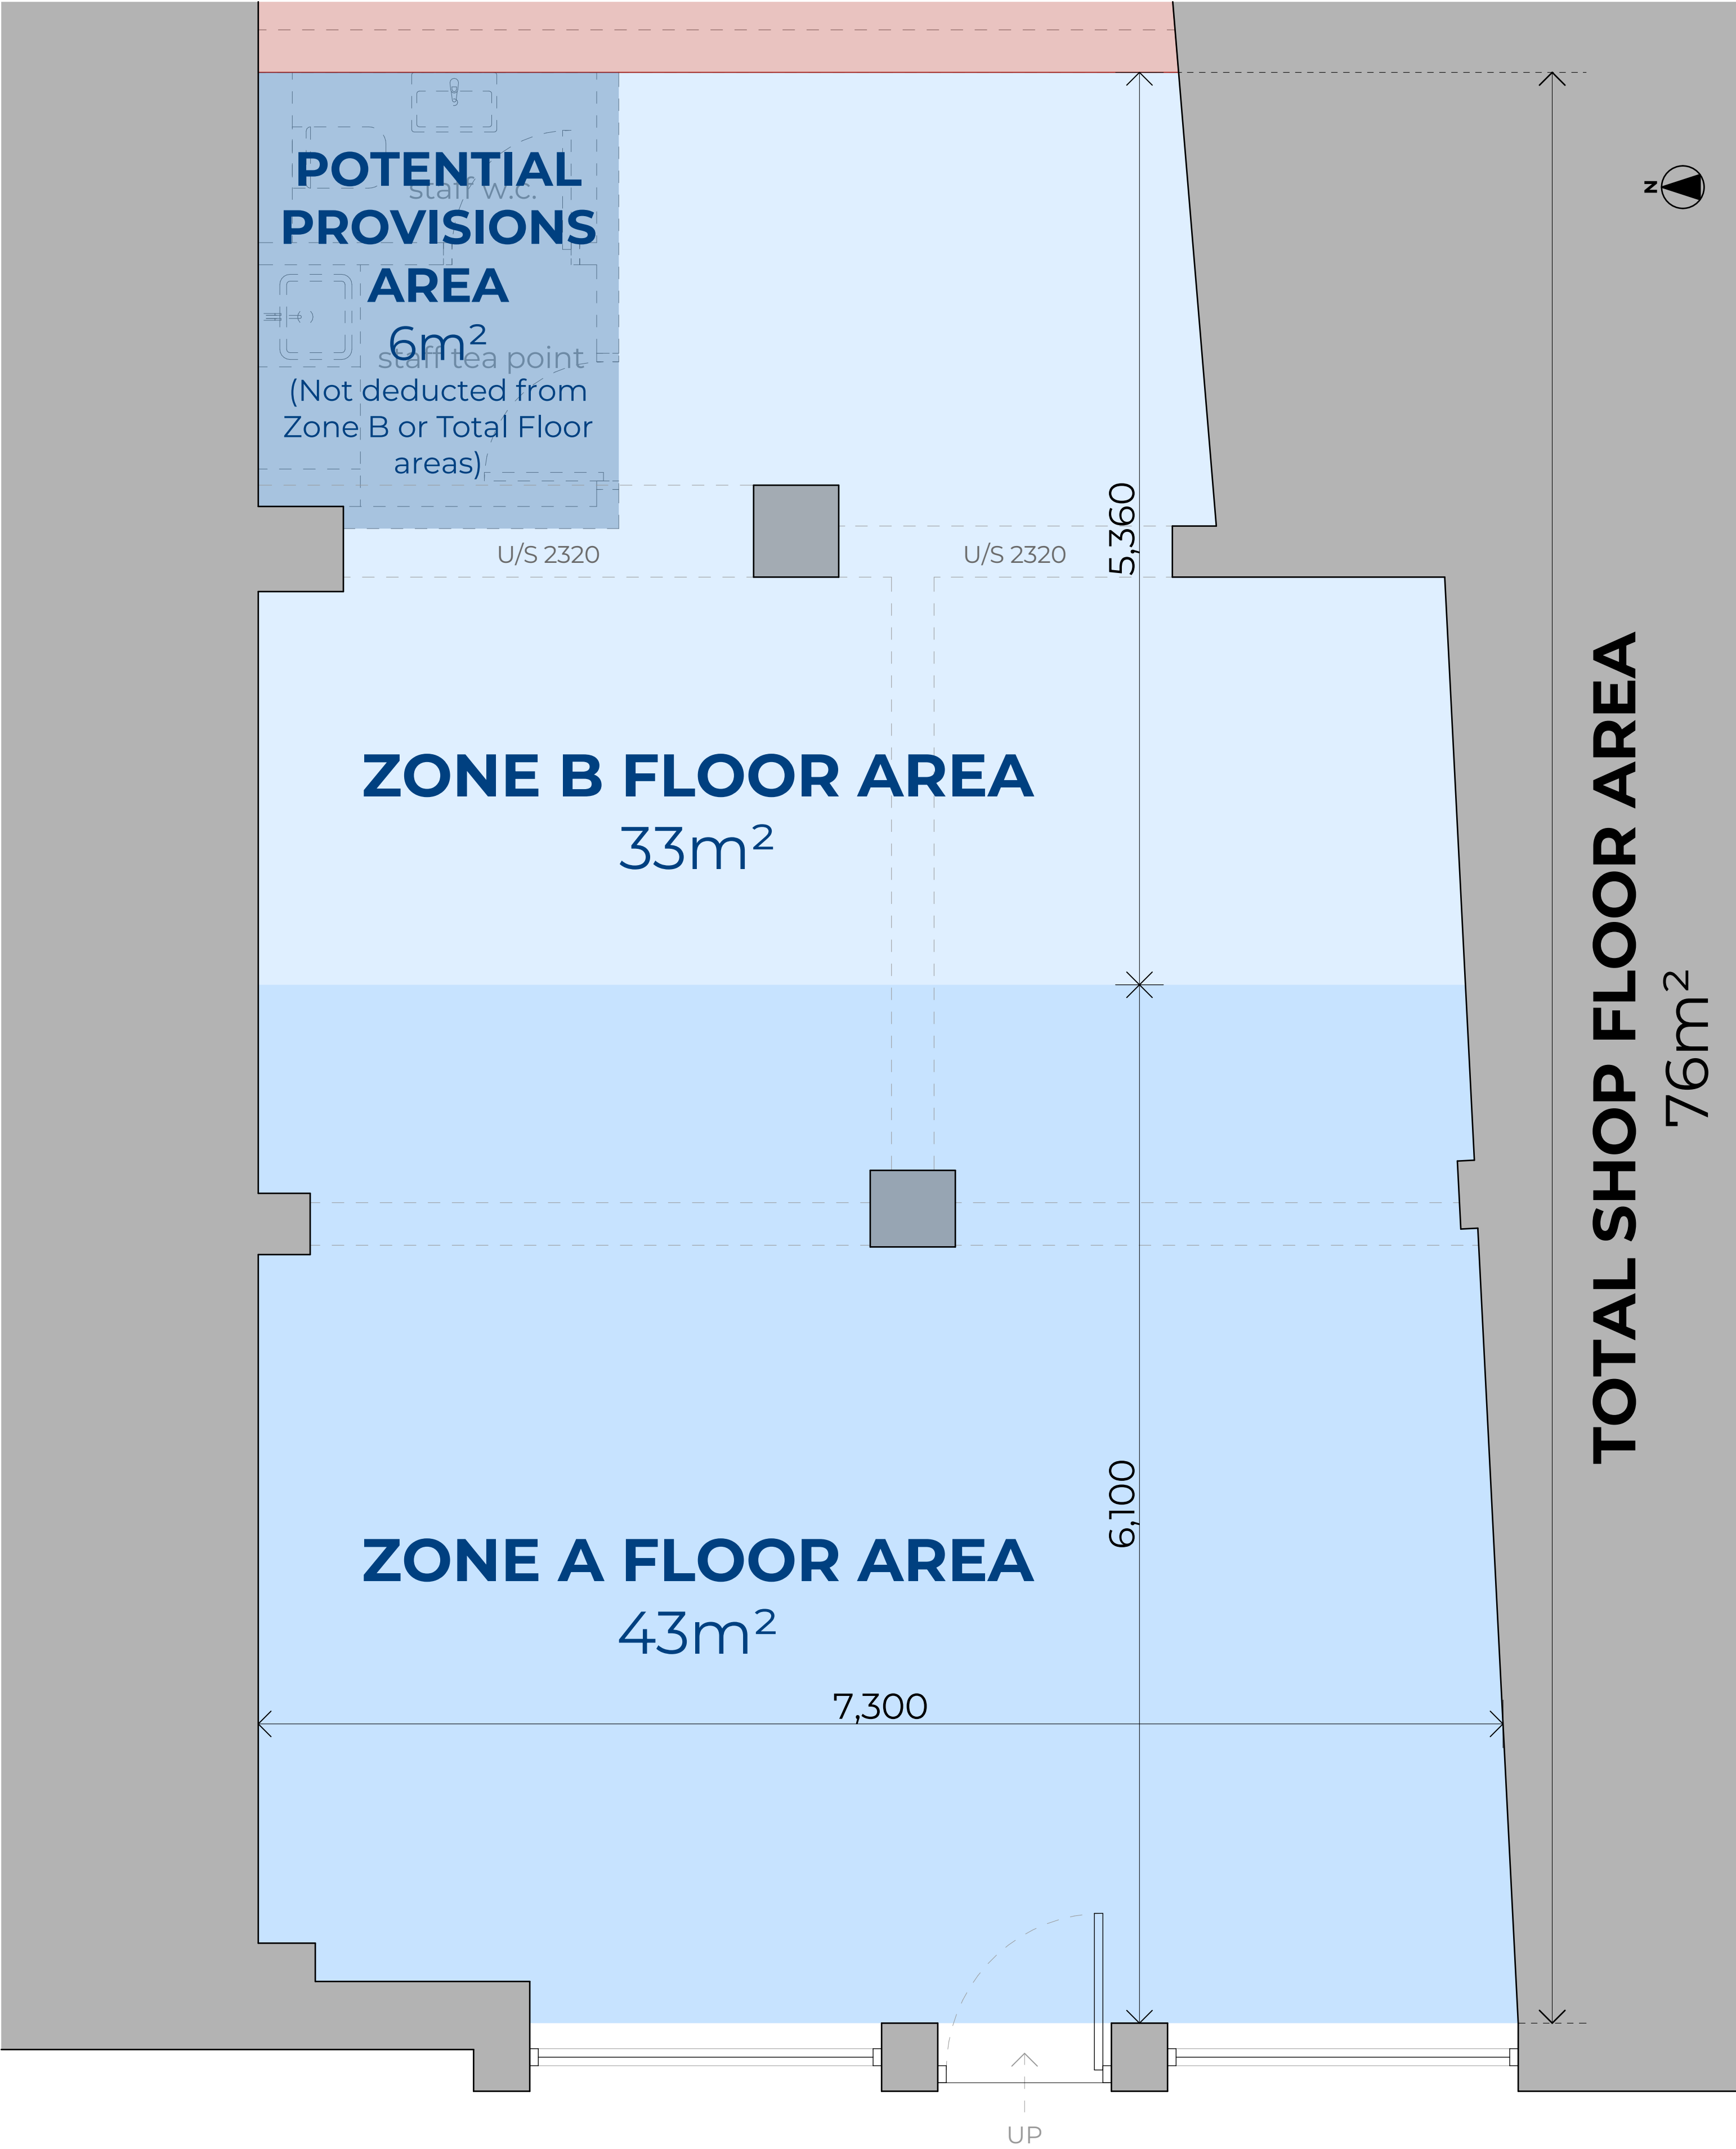 POTENTIAL
staff w.c.
PROVISIONS
AREA
6m²
staff tea point
(Not deducted from
Zone B or Total Floor
areas)
N
U/S 2320
U/S 2320
5,360
ZONE B FLOOR AREA
33m²
TOTAL SHOP FLOOR AREA
76m²
6,100
ZONE A FLOOR AREA
43m²
7,300
UP